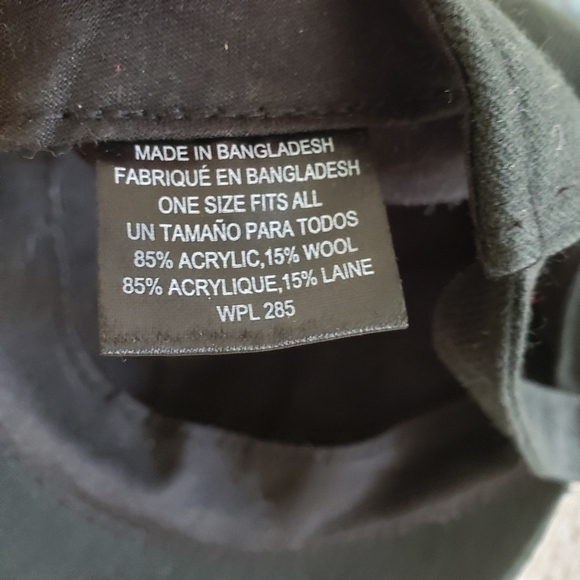 MADE IN BANGLADESH
FABRIQUÉ EN BANGLADESH
ONE SIZE FITS ALL
UN TAMAÑO PARA TODOS
85% ACRYLIC,15% WOOL
85% ACRYLIQUE,15% LAINE
WPL 285